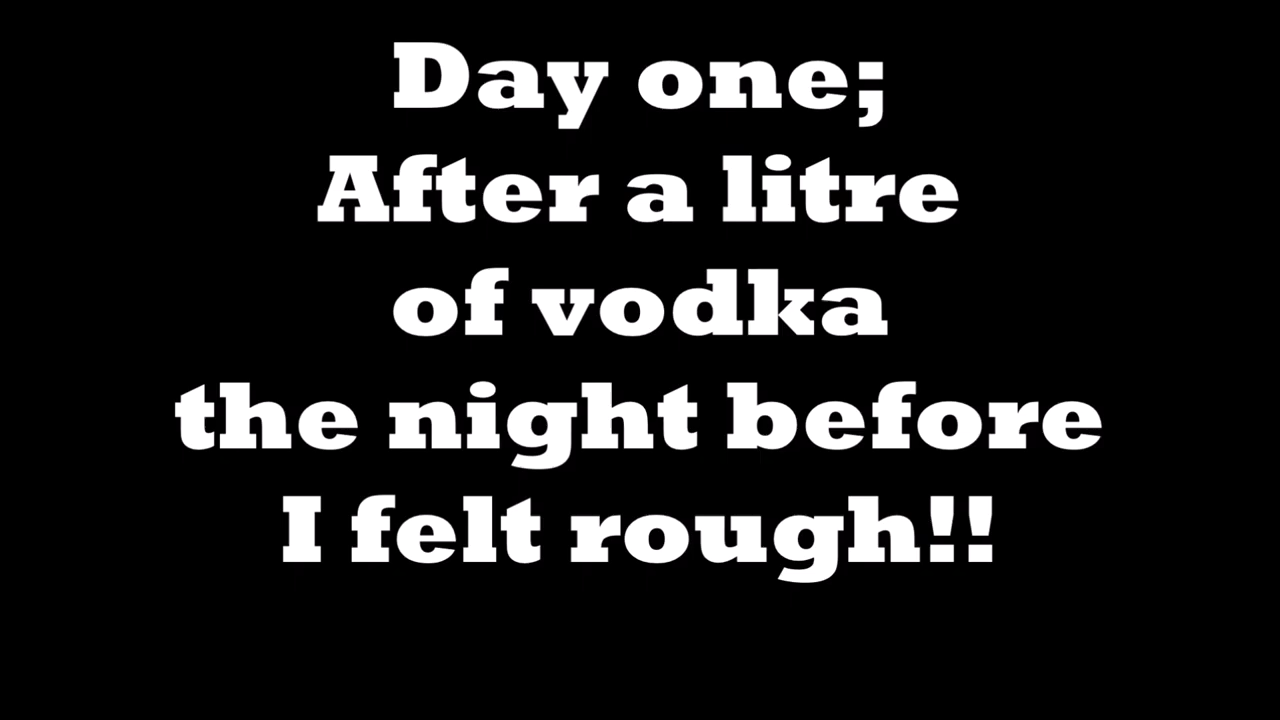 Day one;
After a litre
of vodka
the night before
I felt rough!!